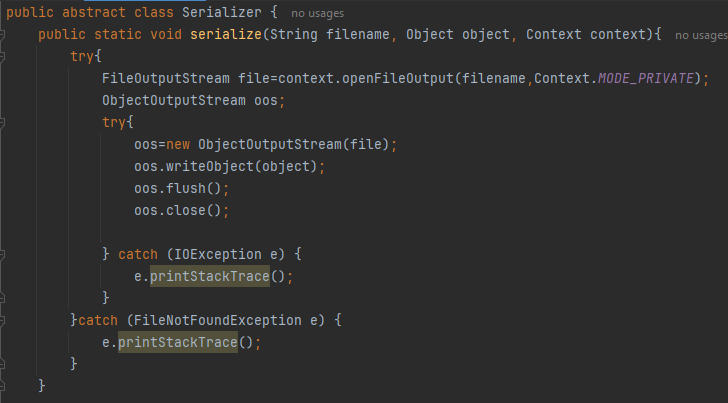 public abstract class Serializer { no usages
public static void serialize(String filename, Object object, Context context){ no usages
try{
FileOutputStream file=context.openFileOutput(filename,Context.MODE_PRIVATE);
ObjectOutputStream oos;
try{
oos=new ObjectOutputStream(file);
oos.writeObject(object);
oos.flush();
oos.close();
} catch (IOException e) {
e.printStackTrace();
}
}catch (FileNotFoundException e) {
e.printStackTrace();
}
}